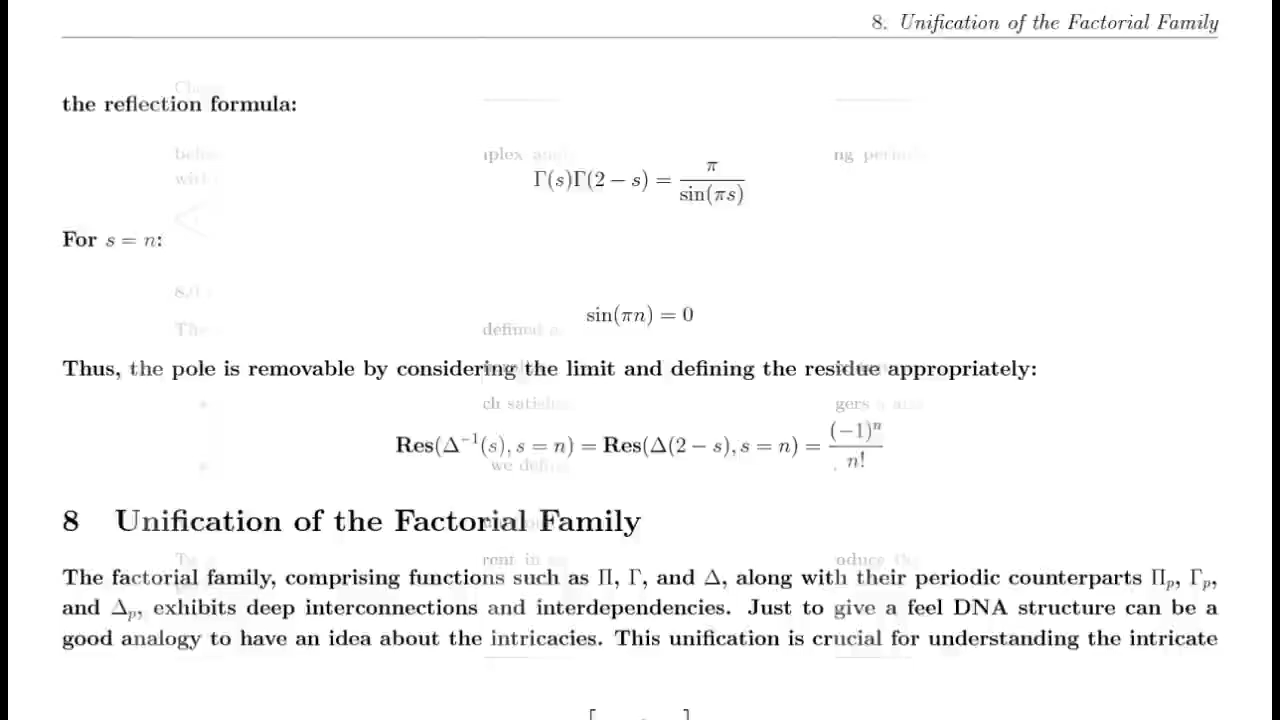 8. Unification of the Factorial Family
the reflection formula:
Γ(s)Γ(2 − s) = π / sin(πs)
For s = n:
sin(πn) = 0
Thus, the pole is removable by considering the limit and defining the residue appropriately:
Res(Δ⁻¹(s), s = n) = Res(Δ(2 − s), s = n) = (−1)ⁿ / n!
8 Unification of the Factorial Family
The factorial family, comprising functions such as Π, Γ, and Δ, along with their periodic counterparts Πₚ, Γₚ,
and Δₚ, exhibits deep interconnections and interdependencies. Just to give a feel DNA structure can be a
good analogy to have an idea about the intricacies. This unification is crucial for understanding the intricate